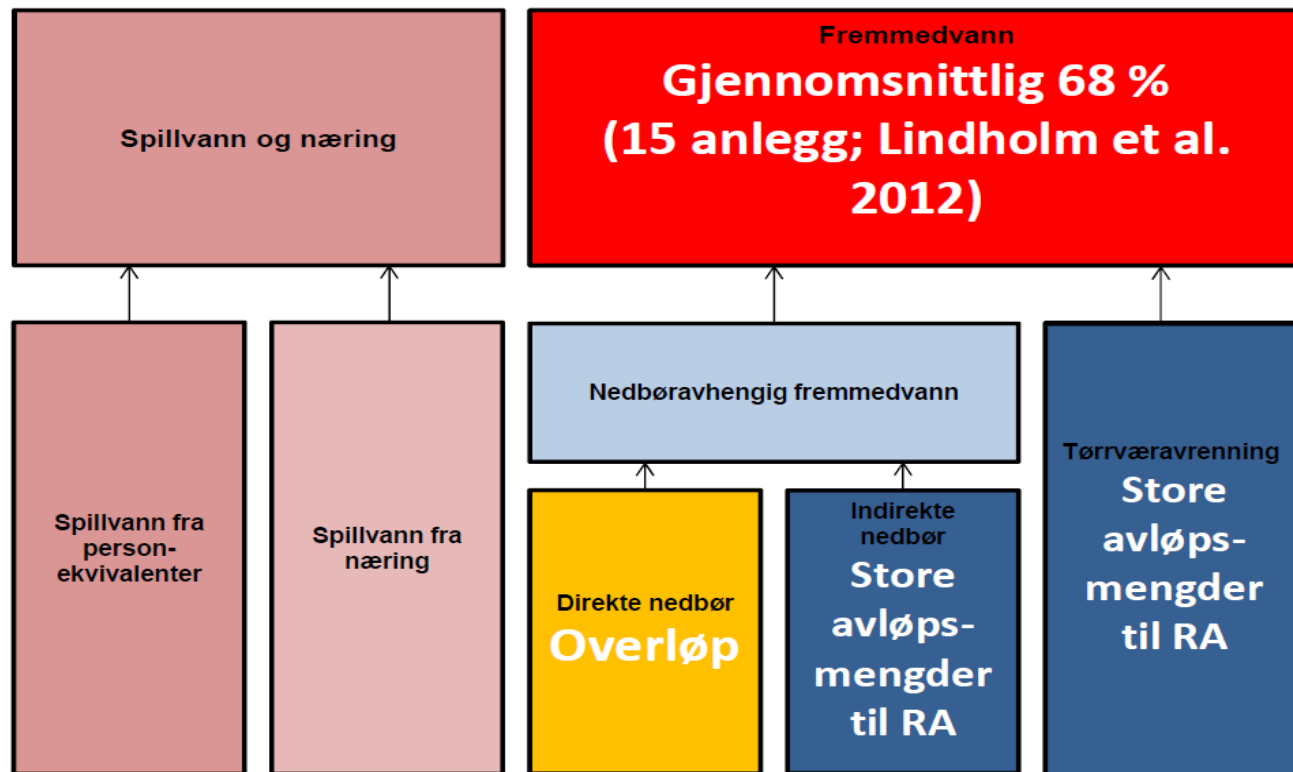 Spillvann og næring
Fremmedvann
Gjennomsnittlig 68 %
(15 anlegg; Lindholm et al.
2012)
Spillvann fra
person-
ekvivalenter
Spillvann fra
næring
Nedbøravhengig fremmedvann
Direkte nedbør
Overløp
Indirekte
nedbør
Store
avløps-
mengder
til RA
Tørrværavrenning
Store
avløps-
mengder
til RA